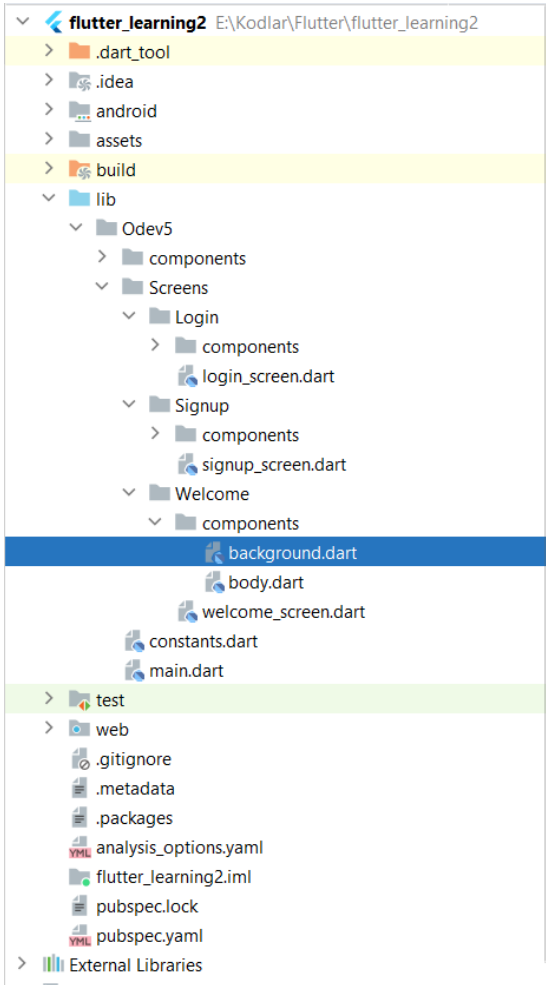 flutter_learning2 E:\Kodlar\Flutter\flutter_learning2
.dart_tool
.idea
android
assets
build
lib
Odev5
components
Screens
Login
components
login_screen.dart
Signup
components
signup_screen.dart
Welcome
components
background.dart
body.dart
welcome_screen.dart
constants.dart
main.dart
test
web
.gitignore
.metadata
.packages
YML analysis_options.yaml
flutter_learning2.iml
pubspec.lock
YML pubspec.yaml
External Libraries